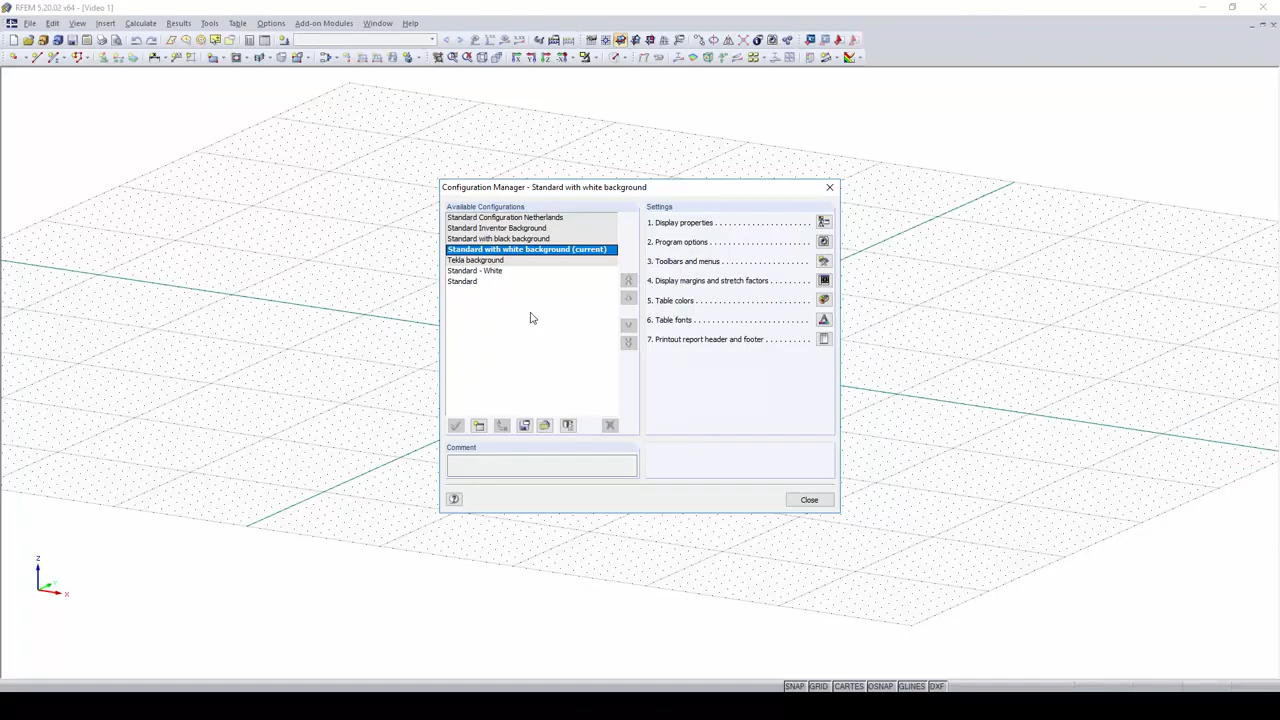 RFEM 5.20.02 x64 - [Video 1]
File Edit View Insert Calculate Results Tools Table Options Add-on Modules Window Help
Configuration Manager - Standard with white background
Available Configurations
Standard Configuration Netherlands
Standard Inventor Background
Standard with black background
Standard with white background (current)
Tekla background
Standard - White
Standard
Settings
1. Display properties
2. Program options
3. Toolbars and menus
4. Display margins and stretch factors
5. Table colors
6. Table fonts
7. Printout report header and footer
Comment
Close
Z
Y
X
SNAP GRID CARTES OSNAP GLINES DXF